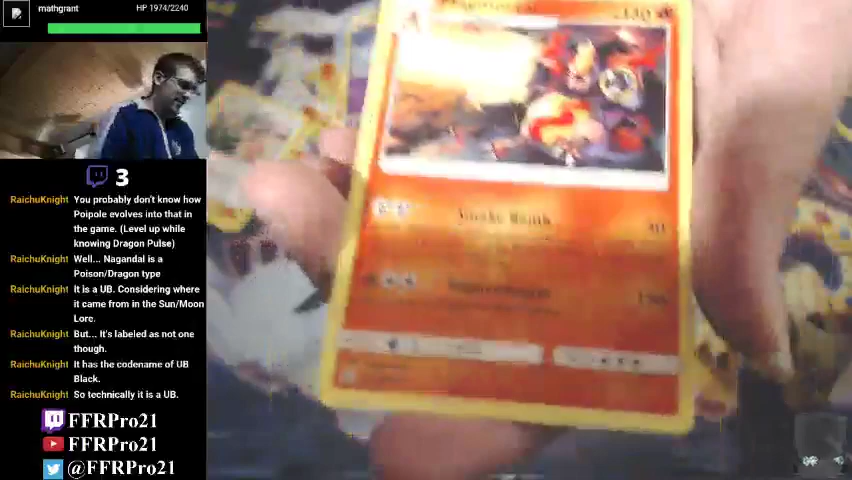 mathgrant
HP 1974/2240
3
RaichuKnight You probably don't know how
Poipole evolves into that in
the game. (Level up while
knowing Dragon Pulse)
RaichuKnight Well... Nagandal is a
Poison/Dragon type
RaichuKnight It is a UB. Considering where
it came from in the Sun/Moon
Lore.
RaichuKnight But... It's labeled as not one
though.
RaichuKnight It has the codename of UB
Black.
RaichuKnight So technically it is a UB.
FFRPro21
FFRPro21
@FFRPro21